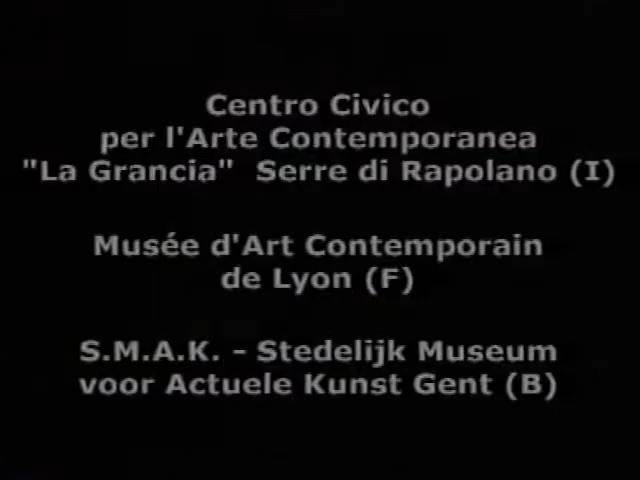 Centro Civico
per l'Arte Contemporanea
"La Grancia" Serre di Rapolano (I)
Musée d'Art Contemporain
de Lyon (F)
S.M.A.K. - Stedelijk Museum
voor Actuele Kunst Gent (B)